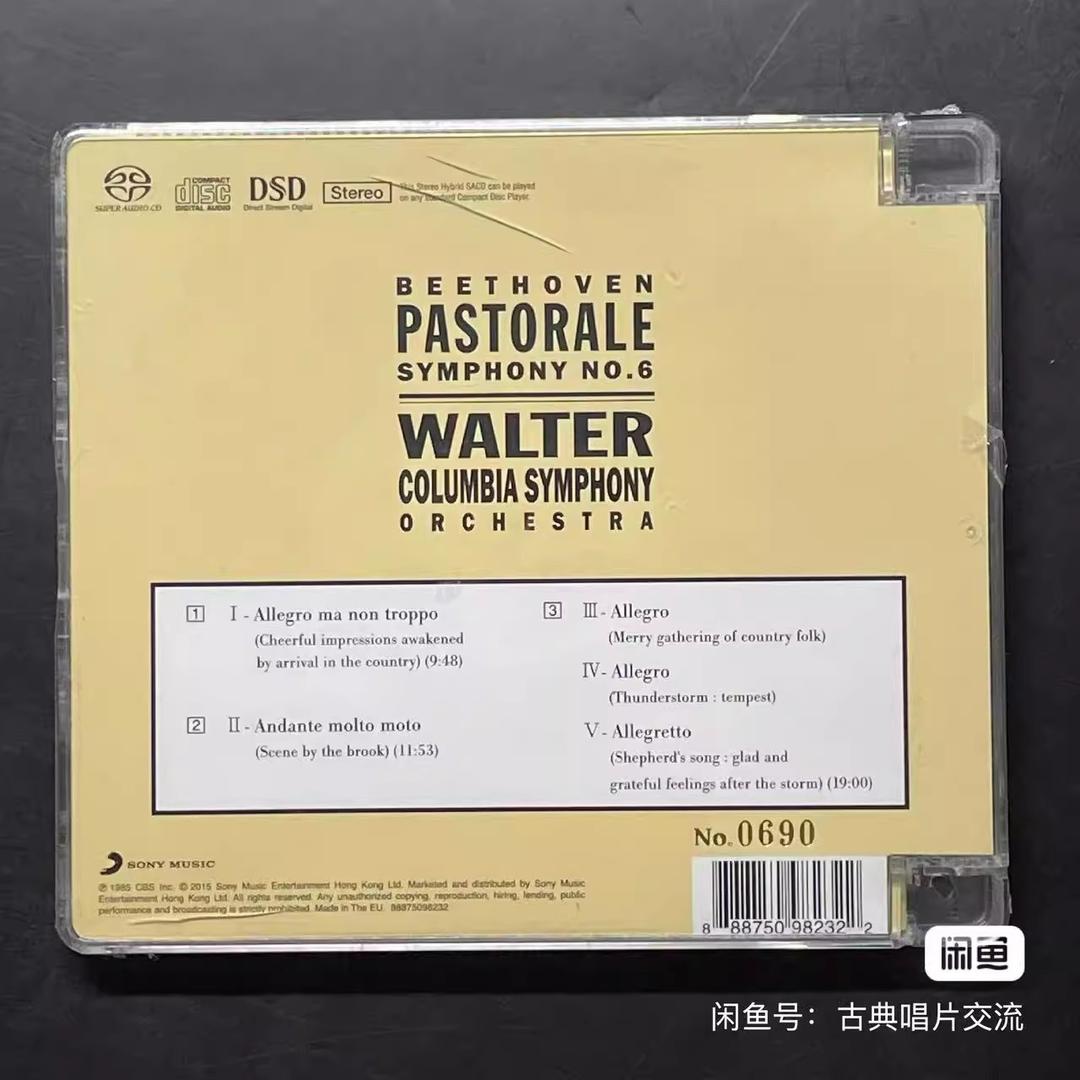 SUPER AUDIO CD
COMPACT
disc
DIGITAL AUDIO
DSD
Direct Stream Digital
Stereo
This Stereo Hybrid SACD can be played
on any standard Compact Disc Player.
BEETHOVEN
PASTORALE
SYMPHONY NO.6
WALTER
COLUMBIA SYMPHONY
ORCHESTRA
1 Ⅰ - Allegro ma non troppo
(Cheerful impressions awakened
by arrival in the country) (9:48)
2 Ⅱ - Andante molto moto
(Scene by the brook) (11:53)
3 Ⅲ - Allegro
(Merry gathering of country folk)
Ⅳ - Allegro
(Thunderstorm : tempest)
Ⅴ - Allegretto
(Shepherd's song : glad and
grateful feelings after the storm) (19:00)
No.0690
SONY MUSIC
℗ 1985 CBS Inc. © 2015 Sony Music Entertainment Hong Kong Ltd. Marketed and distributed by Sony Music
Entertainment Hong Kong Ltd. All rights reserved. Any unauthorized copying, reproduction, hiring, lending, public
performance and broadcasting is strictly prohibited. Made in The EU. 88875098232
8 88750 98232 2
闲鱼
闲鱼号：古典唱片交流